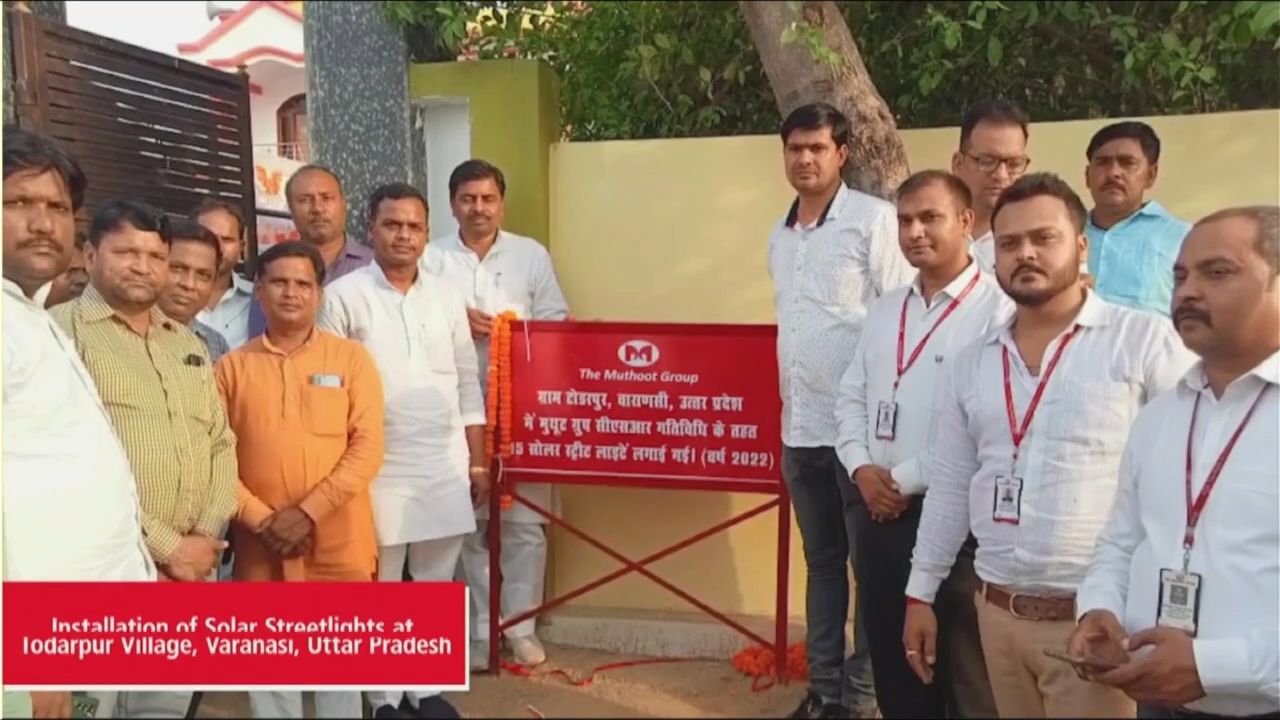 The Muthoot Group
ग्राम टोडरपुर, वाराणसी, उत्तर प्रदेश
में मुथूट ग्रुप सीएसआर गतिविधि के तहत
15 सोलर स्ट्रीट लाइटें लगाई गई। (वर्ष 2022)
Installation of Solar Streetlights at
Todarpur Village, Varanasi, Uttar Pradesh